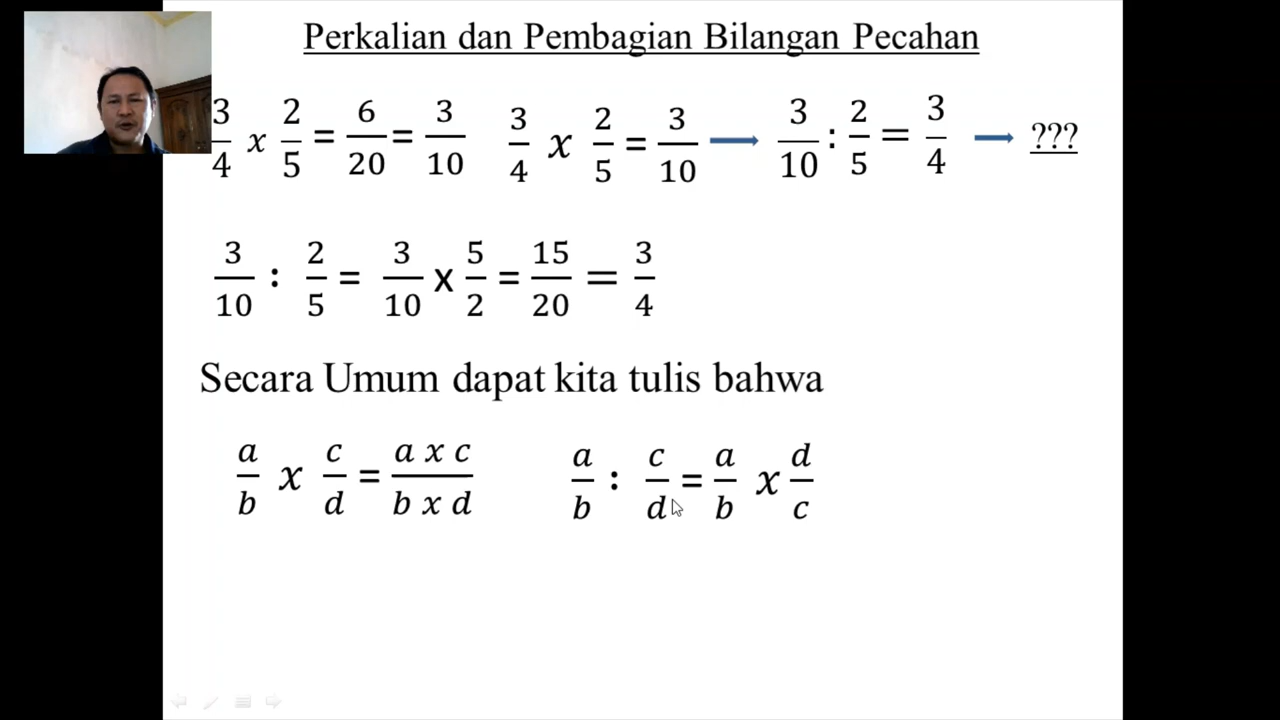 Perkalian dan Pembagian Bilangan Pecahan
3/4 x 2/5 = 6/20 = 3/10 3/4 x 2/5 = 3/10 → 3/10 : 2/5 = 3/4 → ???
3/10 : 2/5 = 3/10 x 5/2 = 15/20 = 3/4
Secara Umum dapat kita tulis bahwa
a/b x c/d = a x c/b x d a/b : c/d = a/b x d/c